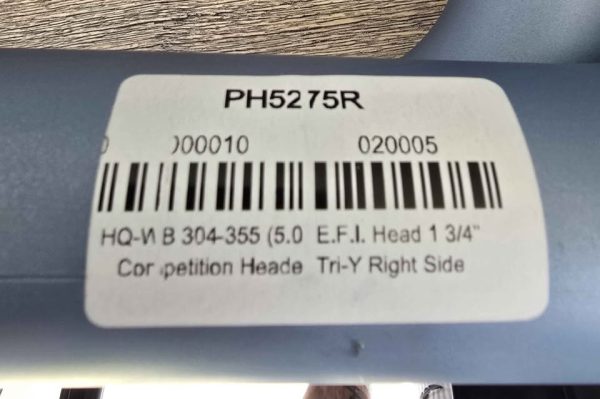 PH5275R
000010 020005
HQ-W B 304-355 (5.0 E.F.I. Head 1 3/4"
Competition Heade Tri-Y Right Side